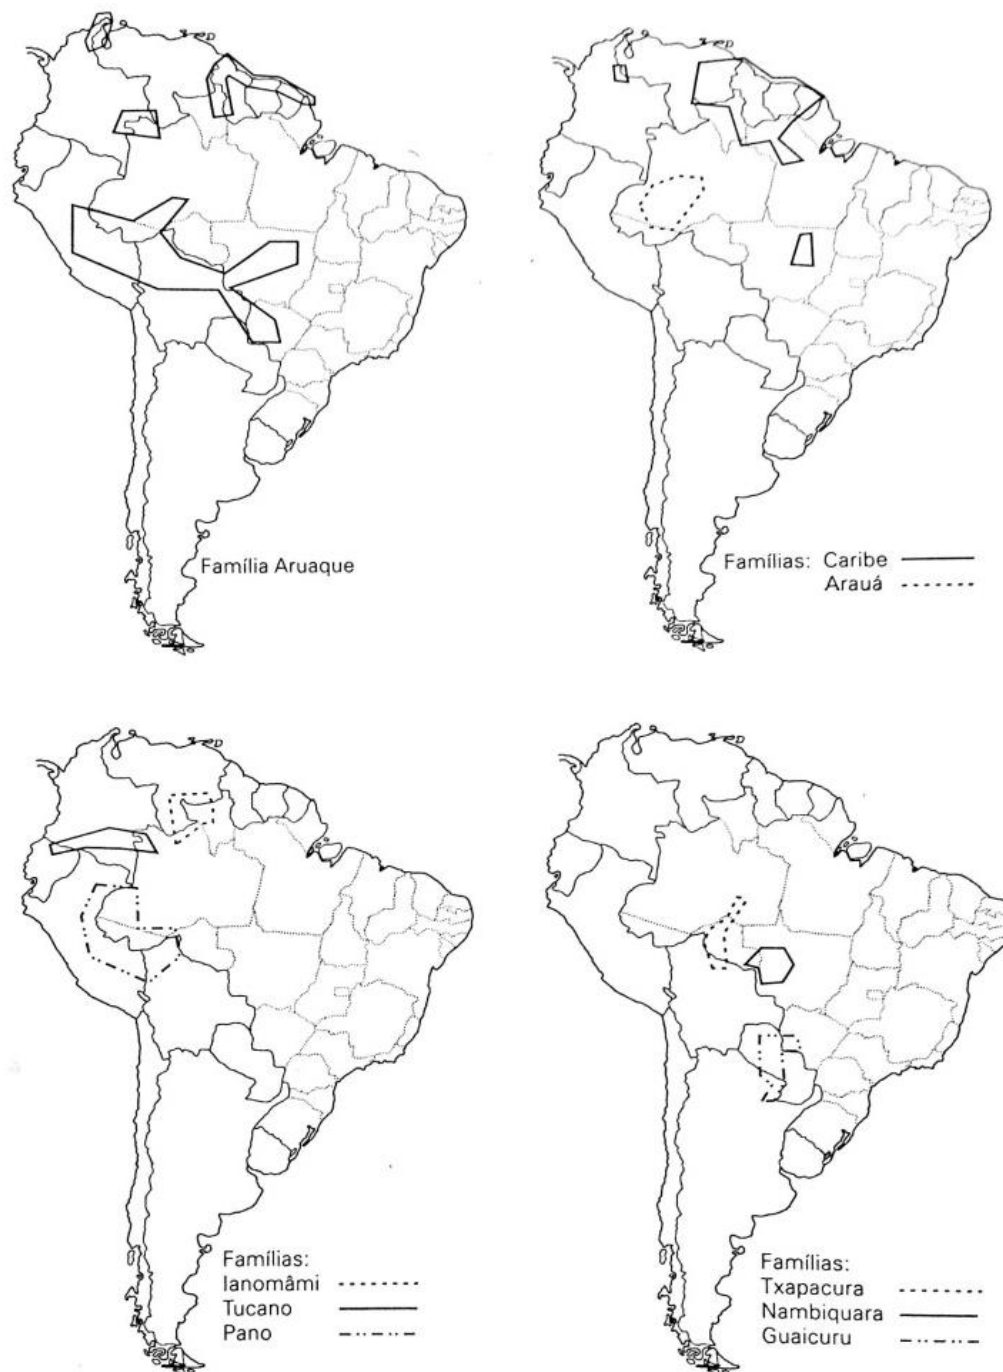 Família Aruaque
Famílias: Caribe
Arauá
Famílias:
Ianomâmi
Tucano
Pano
Famílias:
Txapacura
Nambiquara
Guaicuru